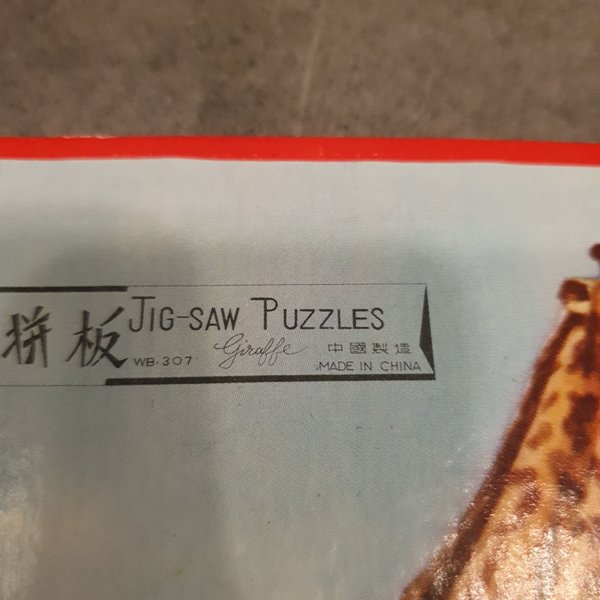 拼板 JIG-SAW PUZZLES
WB.307 Giraffe 中國製造
MADE IN CHINA